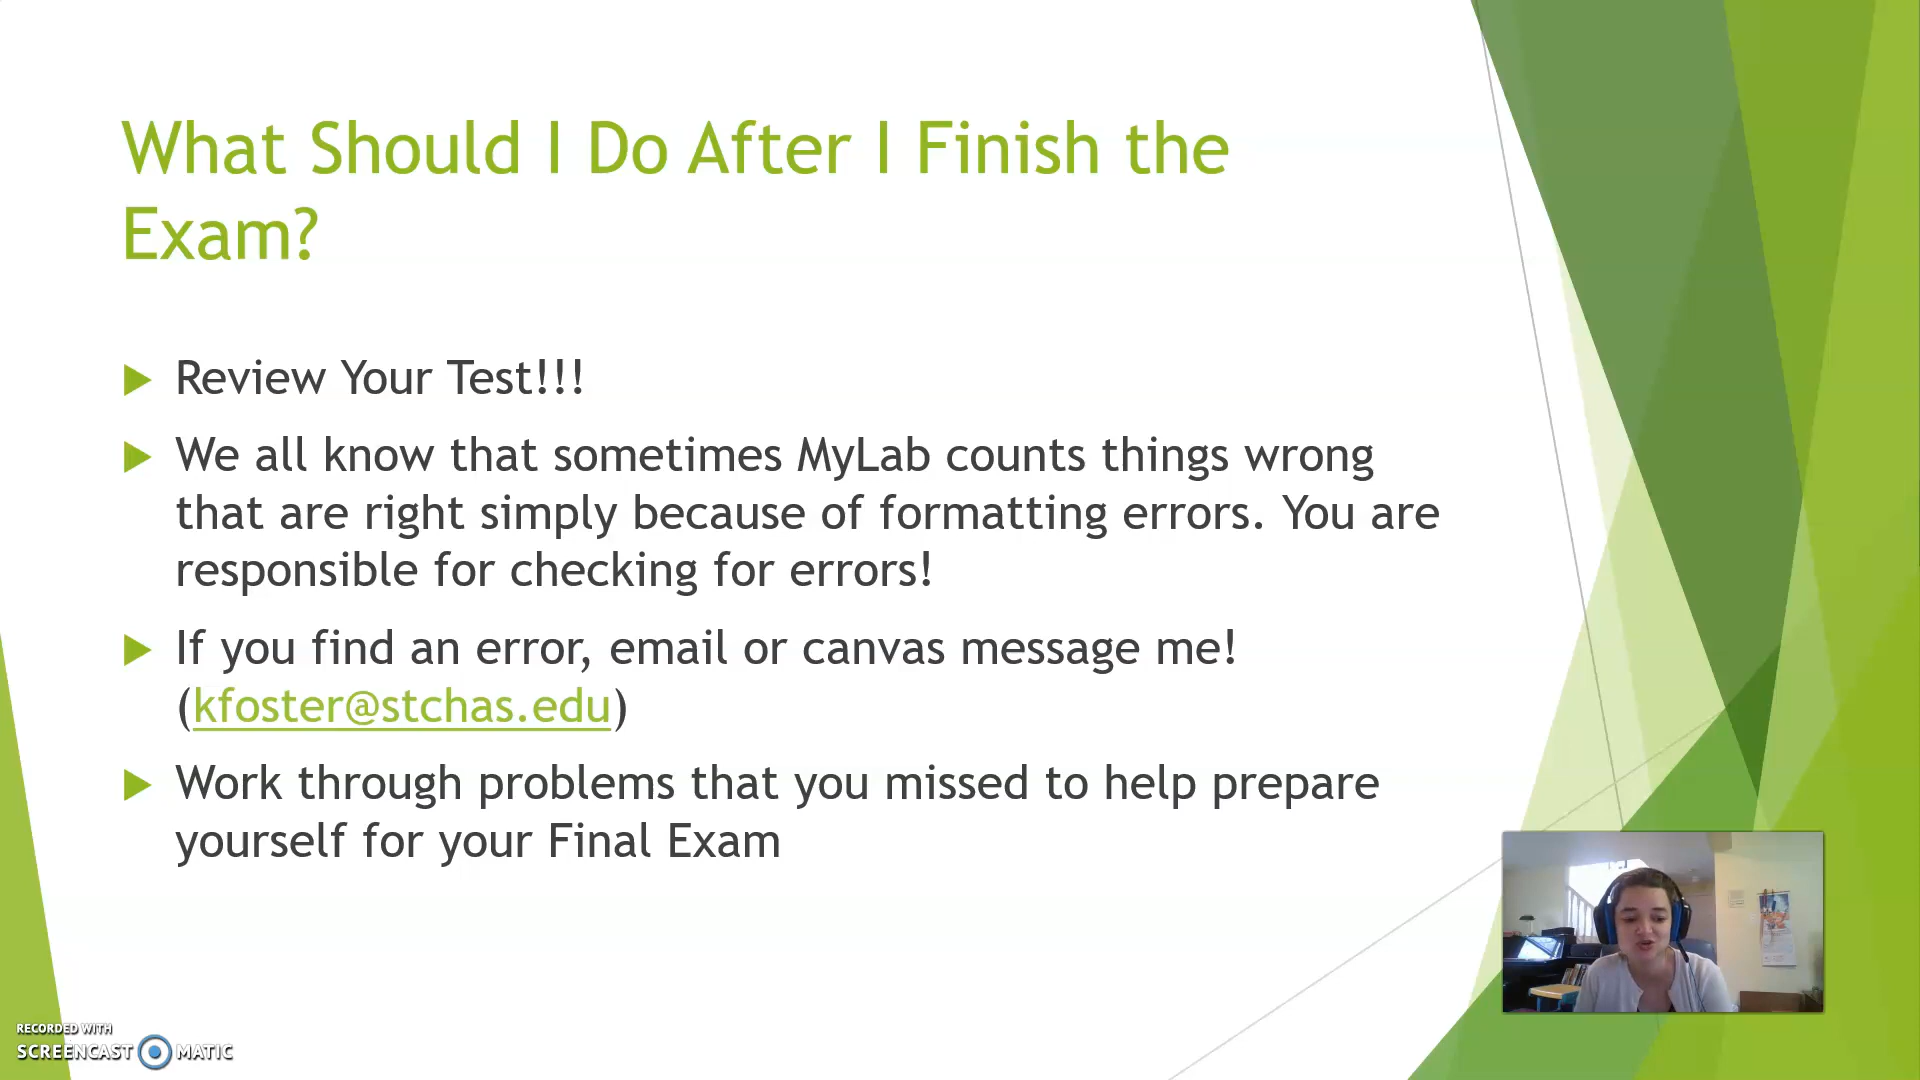 What Should I Do After I Finish the
Exam?
Review Your Test!!!
We all know that sometimes MyLab counts things wrong
that are right simply because of formatting errors. You are
responsible for checking for errors!
If you find an error, email or canvas message me!
(kfoster@stchas.edu)
Work through problems that you missed to help prepare
yourself for your Final Exam
RECORDED WITH
SCREENCAST MATIC